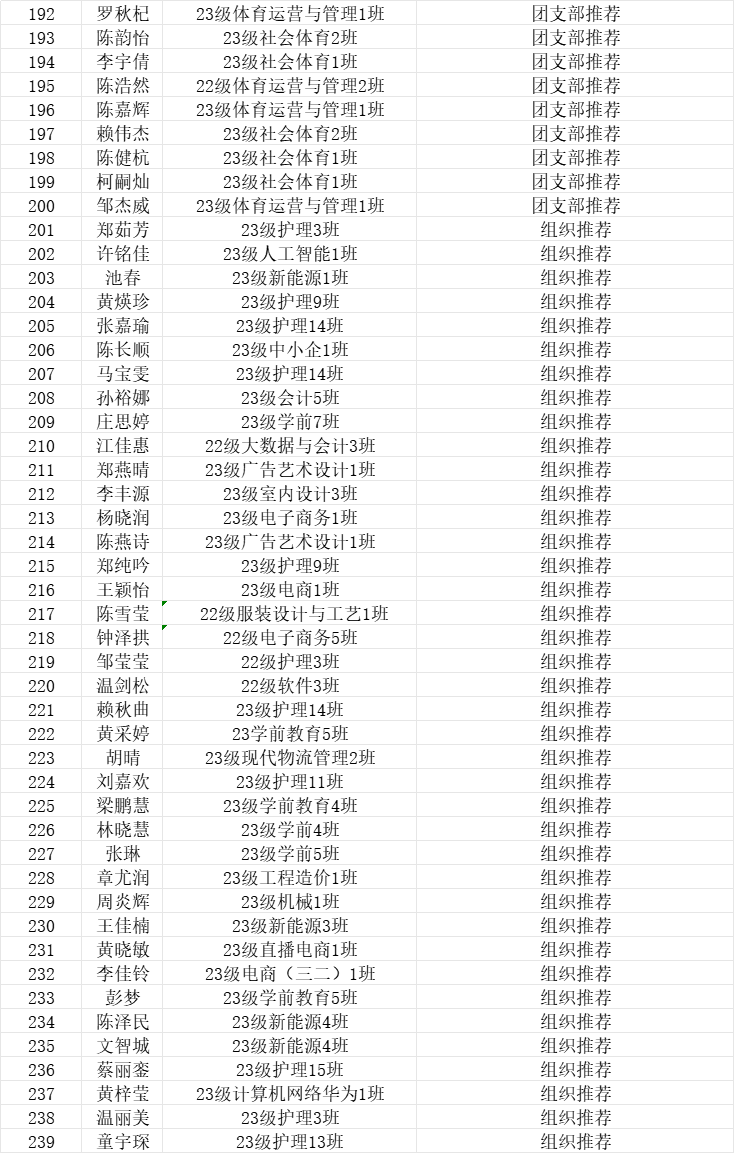 192 罗秋杞 23级体育运营与管理1班 团支部推荐
193 陈韵怡 23级社会体育2班 团支部推荐
194 李宇倩 23级社会体育1班 团支部推荐
195 陈浩然 22级体育运营与管理2班 团支部推荐
196 陈嘉辉 23级体育运营与管理1班 团支部推荐
197 赖伟杰 23级社会体育2班 团支部推荐
198 陈健杭 23级社会体育1班 团支部推荐
199 柯嗣灿 23级社会体育1班 团支部推荐
200 邹杰威 23级体育运营与管理1班 团支部推荐
201 郑茹芳 23级护理3班 组织推荐
202 许铭佳 23级人工智能1班 组织推荐
203 池春 23级新能源1班 组织推荐
204 黄焕珍 23级护理9班 组织推荐
205 张嘉瑜 23级护理14班 组织推荐
206 陈长顺 23级中小企1班 组织推荐
207 马宝雯 23级护理14班 组织推荐
208 孙裕娜 23级会计5班 组织推荐
209 庄思婷 23级学前7班 组织推荐
210 江佳惠 22级大数据与会计3班 组织推荐
211 郑燕晴 23级广告艺术设计1班 组织推荐
212 李丰源 23级室内设计3班 组织推荐
213 杨晓润 23级电子商务1班 组织推荐
214 陈燕诗 23级广告艺术设计1班 组织推荐
215 郑纯吟 23级护理9班 组织推荐
216 王颖怡 23级电商1班 组织推荐
217 陈雪莹 22级服装设计与工艺1班 组织推荐
218 钟泽拱 22级电子商务5班 组织推荐
219 邹莹莹 22级护理3班 组织推荐
220 温剑松 22级软件3班 组织推荐
221 赖秋曲 23级护理14班 组织推荐
222 黄采婷 23学前教育5班 组织推荐
223 胡晴 23级现代物流管理2班 组织推荐
224 刘嘉欢 23级护理11班 组织推荐
225 梁鹏慧 23级学前教育4班 组织推荐
226 林晓慧 23级学前4班 组织推荐
227 张琳 23级学前5班 组织推荐
228 章尤润 23级工程造价1班 组织推荐
229 周炎辉 23级机械1班 组织推荐
230 王佳楠 23级新能源3班 组织推荐
231 黄晓敏 23级直播电商1班 组织推荐
232 李佳铃 23级电商（三二）1班 组织推荐
233 彭梦 23级学前教育5班 组织推荐
234 陈泽民 23级新能源4班 组织推荐
235 文智城 23级新能源4班 组织推荐
236 蔡丽銮 23级护理15班 组织推荐
237 黄梓莹 23级计算机网络华为1班 组织推荐
238 温丽美 23级护理3班 组织推荐
239 童宇琛 23级护理13班 组织推荐